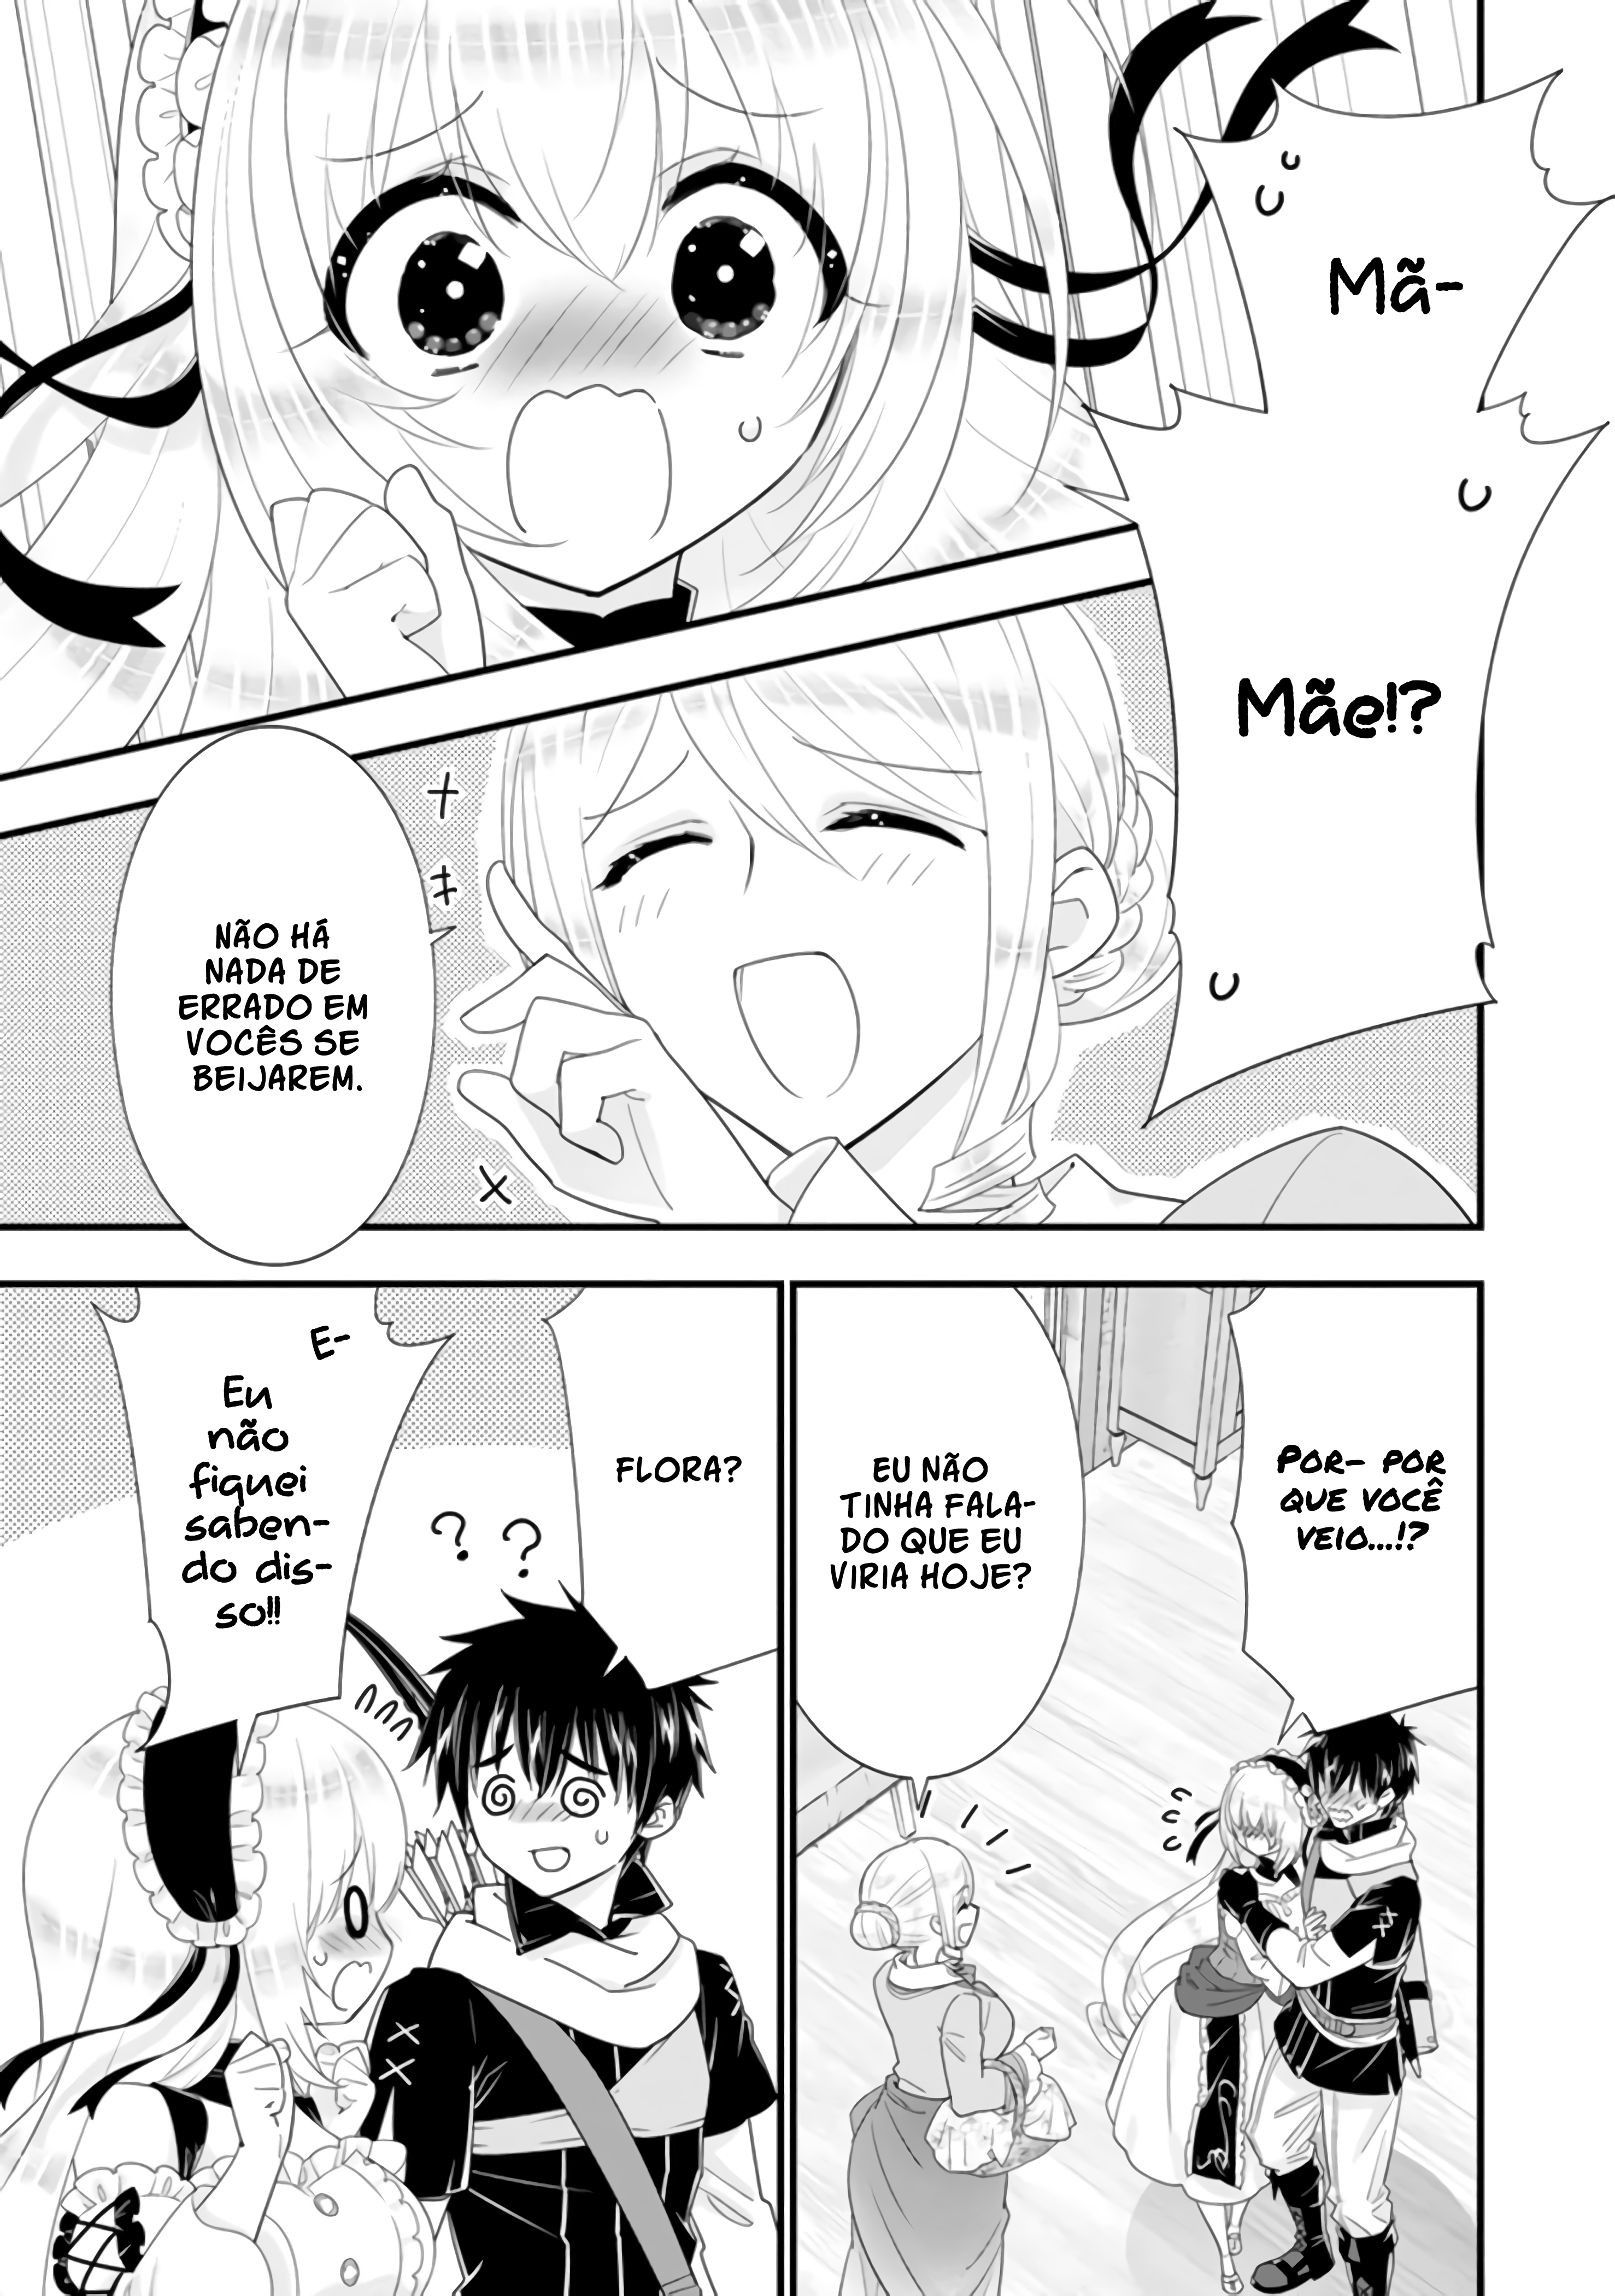 Mã-
Mãe!?
NÃO HÁ
NADA DE
ERRADO EM
VOCÊS SE
BEIJAREM.
POR- POR
QUE VOCÊ
VEIO...!?
EU NÃO
TINHA FALA-
DO QUE EU
VIRIA HOJE?
FLORA?
? ?
E-
Eu
não
fiquei
saben-
do dis-
so!!